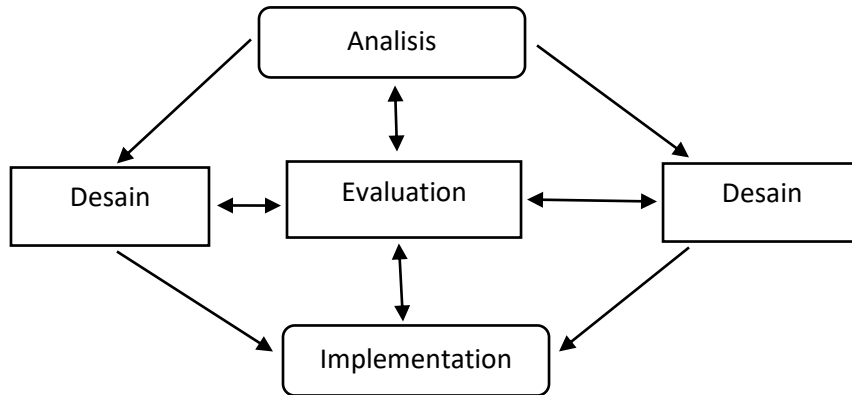 Analisis
Desain
Evaluation
Desain
Implementation